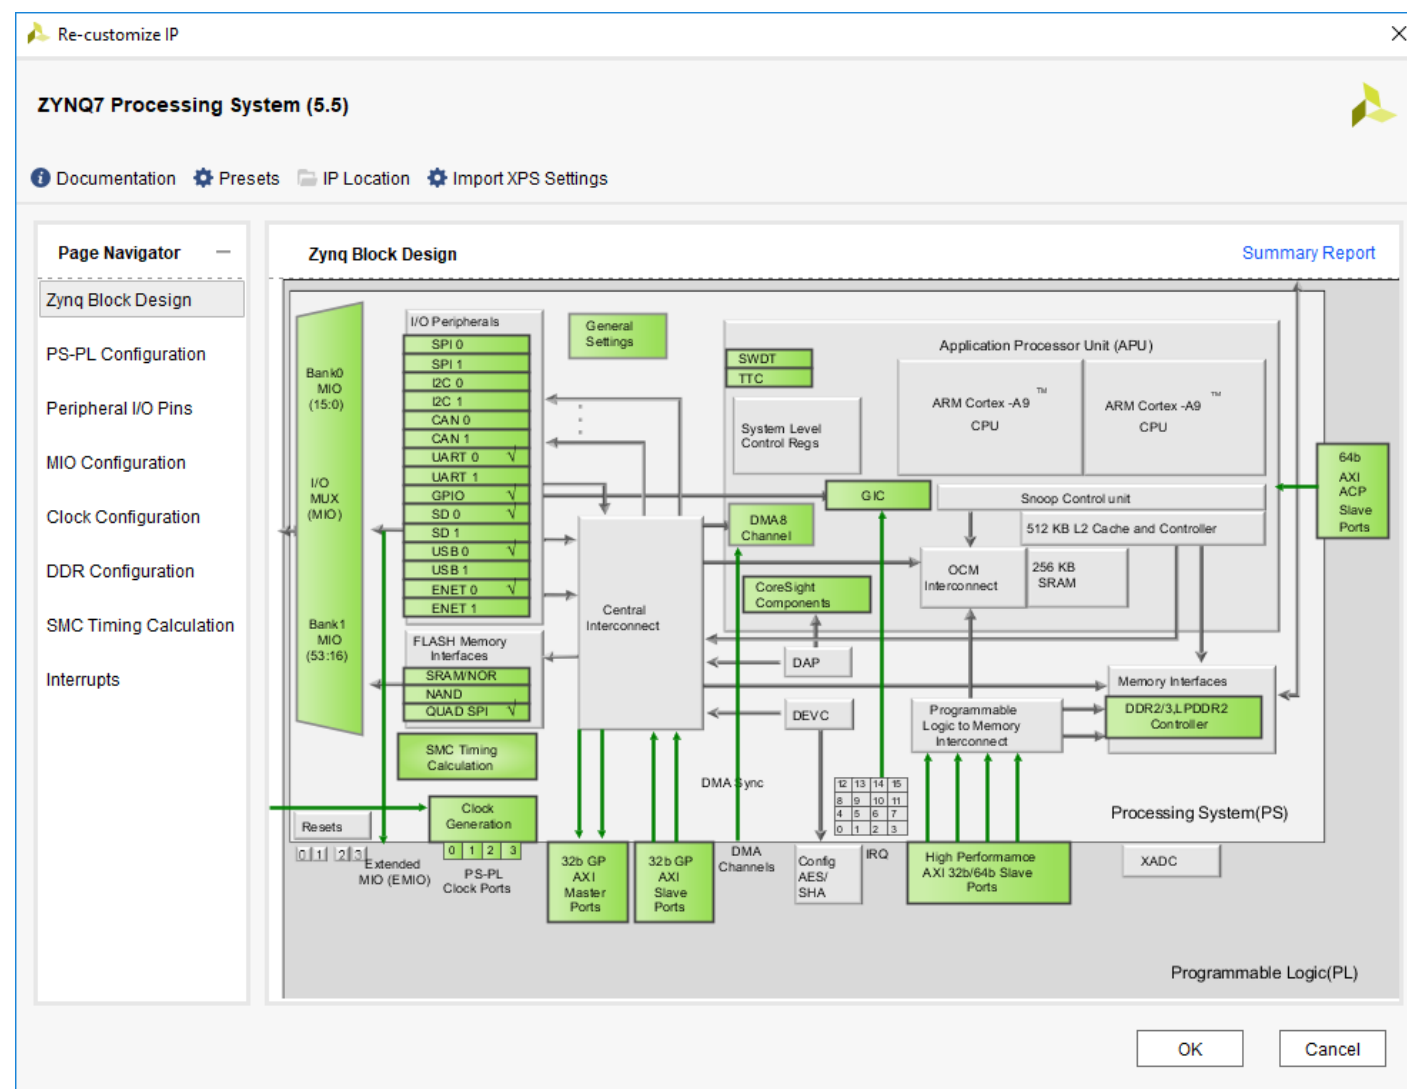 Re-customize IP
ZYNQ7 Processing System (5.5)
Documentation Presets IP Location Import XPS Settings
Page Navigator
Zynq Block Design
PS-PL Configuration
Peripheral I/O Pins
MIO Configuration
Clock Configuration
DDR Configuration
SMC Timing Calculation
Interrupts
Zynq Block Design
Summary Report
Bank0
MIO
(15:0)
I/O
MUX
(MIO)
Bank1
MIO
(53:16)
I/O Peripherals
SPI 0
SPI 1
I2C 0
I2C 1
CAN 0
CAN 1
UART 0 √
UART 1
GPIO √
SD 0 √
SD 1
USB 0 √
USB 1
ENET 0 √
ENET 1
FLASH Memory
Interfaces
SRAM/NOR
NAND
QUAD SPI √
SMC Timing
Calculation
General
Settings
Application Processor Unit (APU)
SWDT
TTC
System Level
Control Regs
ARM Cortex -A9 ™
CPU
ARM Cortex -A9 ™
CPU
GIC
Snoop Control unit
512 KB L2 Cache and Controller
DMA8
Channel
OCM
Interconnect
256 KB
SRAM
CoreSight
Components
Central
Interconnect
DAP
DEVC
Programmable
Logic to Memory
Interconnect
Memory Interfaces
DDR2/3,LPDDR2
Controller
64b
AXI
ACP
Slave
Ports
DMA Sync
12 13 14 15
8 9 10 11
4 5 6 7
0 1 2 3
Processing System(PS)
Resets
0 1 2 3
Clock
Generation
0 1 2 3
Extended
MIO (EMIO)
PS-PL
Clock Ports
32b GP
AXI
Master
Ports
32b GP
AXI
Slave
Ports
DMA
Channels
Config
AES/
SHA
IRQ
High Performamce
AXI 32b/64b Slave
Ports
XADC
Programmable Logic(PL)
OK
Cancel